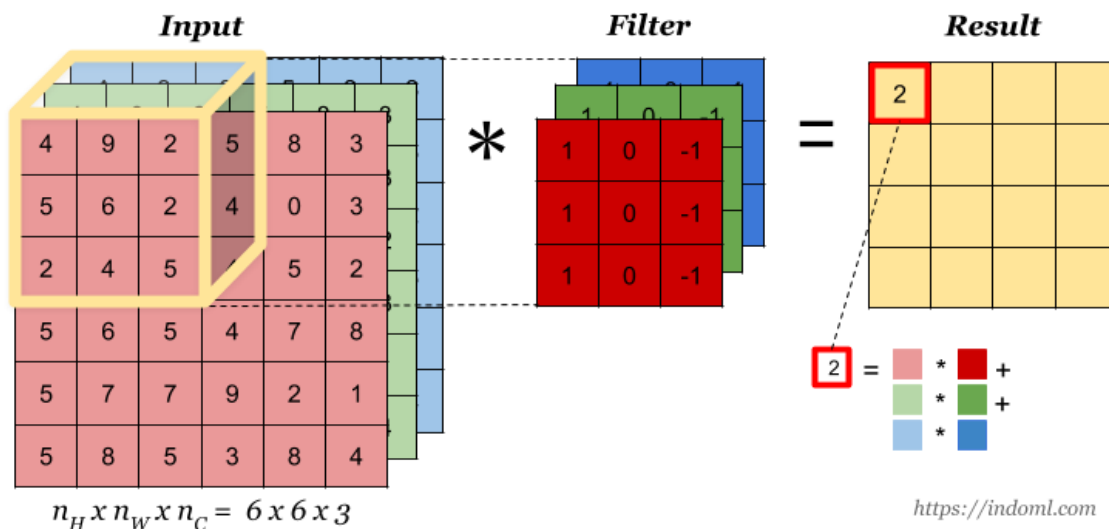 Input Filter Result
4 9 2 5 8 3
5 6 2 4 0 3
2 4 5 5 2
5 6 5 4 7 8
5 7 7 9 2 1
5 8 5 3 8 4
*
1 0 -1
1 0 -1
1 0 -1
1 0 -1
=
2
2 = * +
* +
*
n_H x n_W x n_C = 6 x 6 x 3
https://indoml.com